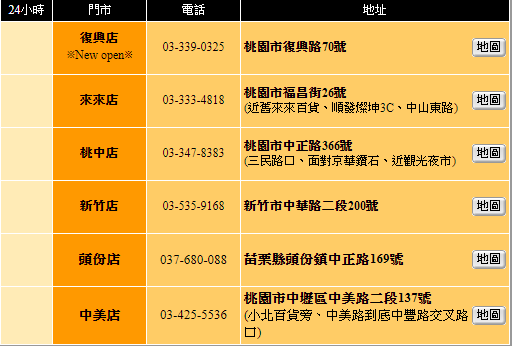 24小時 門市 電話 地址
復興店
※New open※
03-339-0325
桃園市復興路70號
地圖
來來店
03-333-4818
桃園市福昌街26號
(近舊來來百貨、順發燦坤3C、中山東路)
地圖
桃中店
03-347-8383
桃園市中正路366號
(三民路口、面對京華鑽石、近觀光夜市)
地圖
新竹店
03-535-9168
新竹市中華路二段200號
地圖
頭份店
037-680-088
苗栗縣頭份鎮中正路169號
地圖
中美店
03-425-5536
桃園市中壢區中美路二段137號
(小北百貨旁、中美路到底中豐路交叉路
口)
地圖